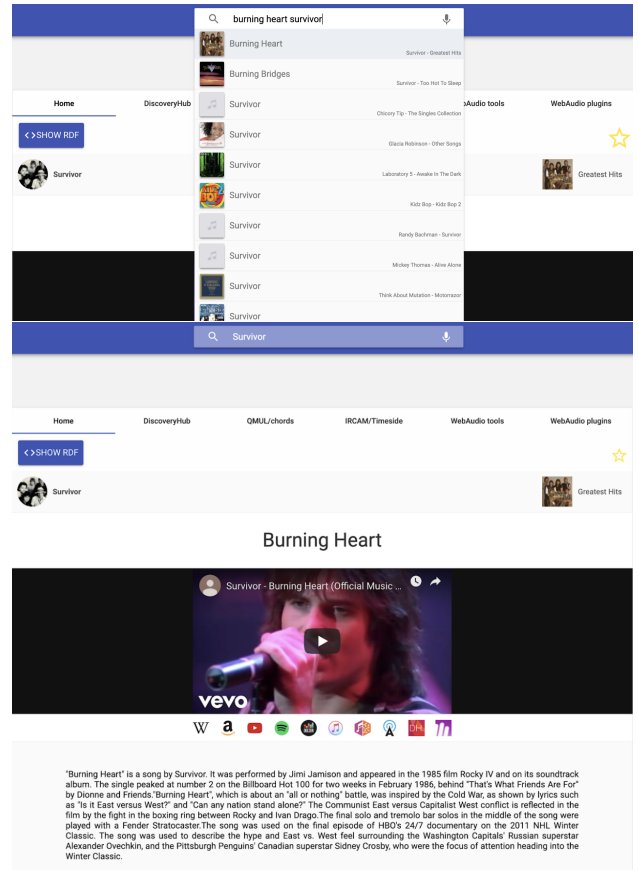 burning heart survivor
Burning Heart
Survivor - Greatest Hits
Burning Bridges
Survivor - Too Hot To Sleep
Home
DiscoveryHub
bAudio tools
WebAudio plugins
Survivor
Chicory Tip - The Singles Collection
< >SHOW RDF
Survivor
Glacia Robinson - Other Songs
Survivor
Survivor
Laboratory 5 - Awake In The Dark
Greatest Hits
Survivor
Kidz Bop - Kidz Bop 2
Survivor
Randy Bachman - Survivor
Survivor
Mickey Thomas - Alive Alone
Survivor
Think About Mutation - Motorrazor
Survivor
Survivor
Home
DiscoveryHub
QMUL/chords
IRCAM/Timeside
WebAudio tools
WebAudio plugins
< >SHOW RDF
Survivor
Greatest Hits
Burning Heart
Survivor - Burning Heart (Official Music ...
vevo
W
a
DH
m
"Burning Heart" is a song by Survivor. It was performed by Jimi Jamison and appeared in the 1985 film Rocky IV and on its soundtrack
album. The single peaked at number 2 on the Billboard Hot 100 for two weeks in February 1986, behind "That's What Friends Are For"
by Dionne and Friends."Burning Heart", which is about an "all or nothing" battle, was inspired by the Cold War, as shown by lyrics such
as "Is it East versus West?" and "Can any nation stand alone?" The Communist East versus Capitalist West conflict is reflected in the
film by the fight in the boxing ring between Rocky and Ivan Drago.The final solo and tremolo bar solos in the middle of the song were
played with a Fender Stratocaster.The song was used on the final episode of HBO's 24/7 documentary on the 2011 NHL Winter
Classic. The song was used to describe the hype and East vs. West feel surrounding the Washington Capitals' Russian superstar
Alexander Ovechkin, and the Pittsburgh Penguins' Canadian superstar Sidney Crosby, who were the focus of attention heading into the
Winter Classic.